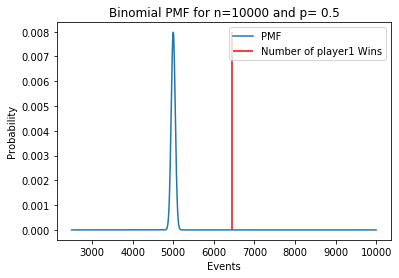 Binomial PMF for n=10000 and p= 0.5
PMF
Number of player1 Wins
Probability
0.008
0.007
0.006
0.005
0.004
0.003
0.002
0.001
0.000
3000 4000 5000 6000 7000 8000 9000 10000
Events